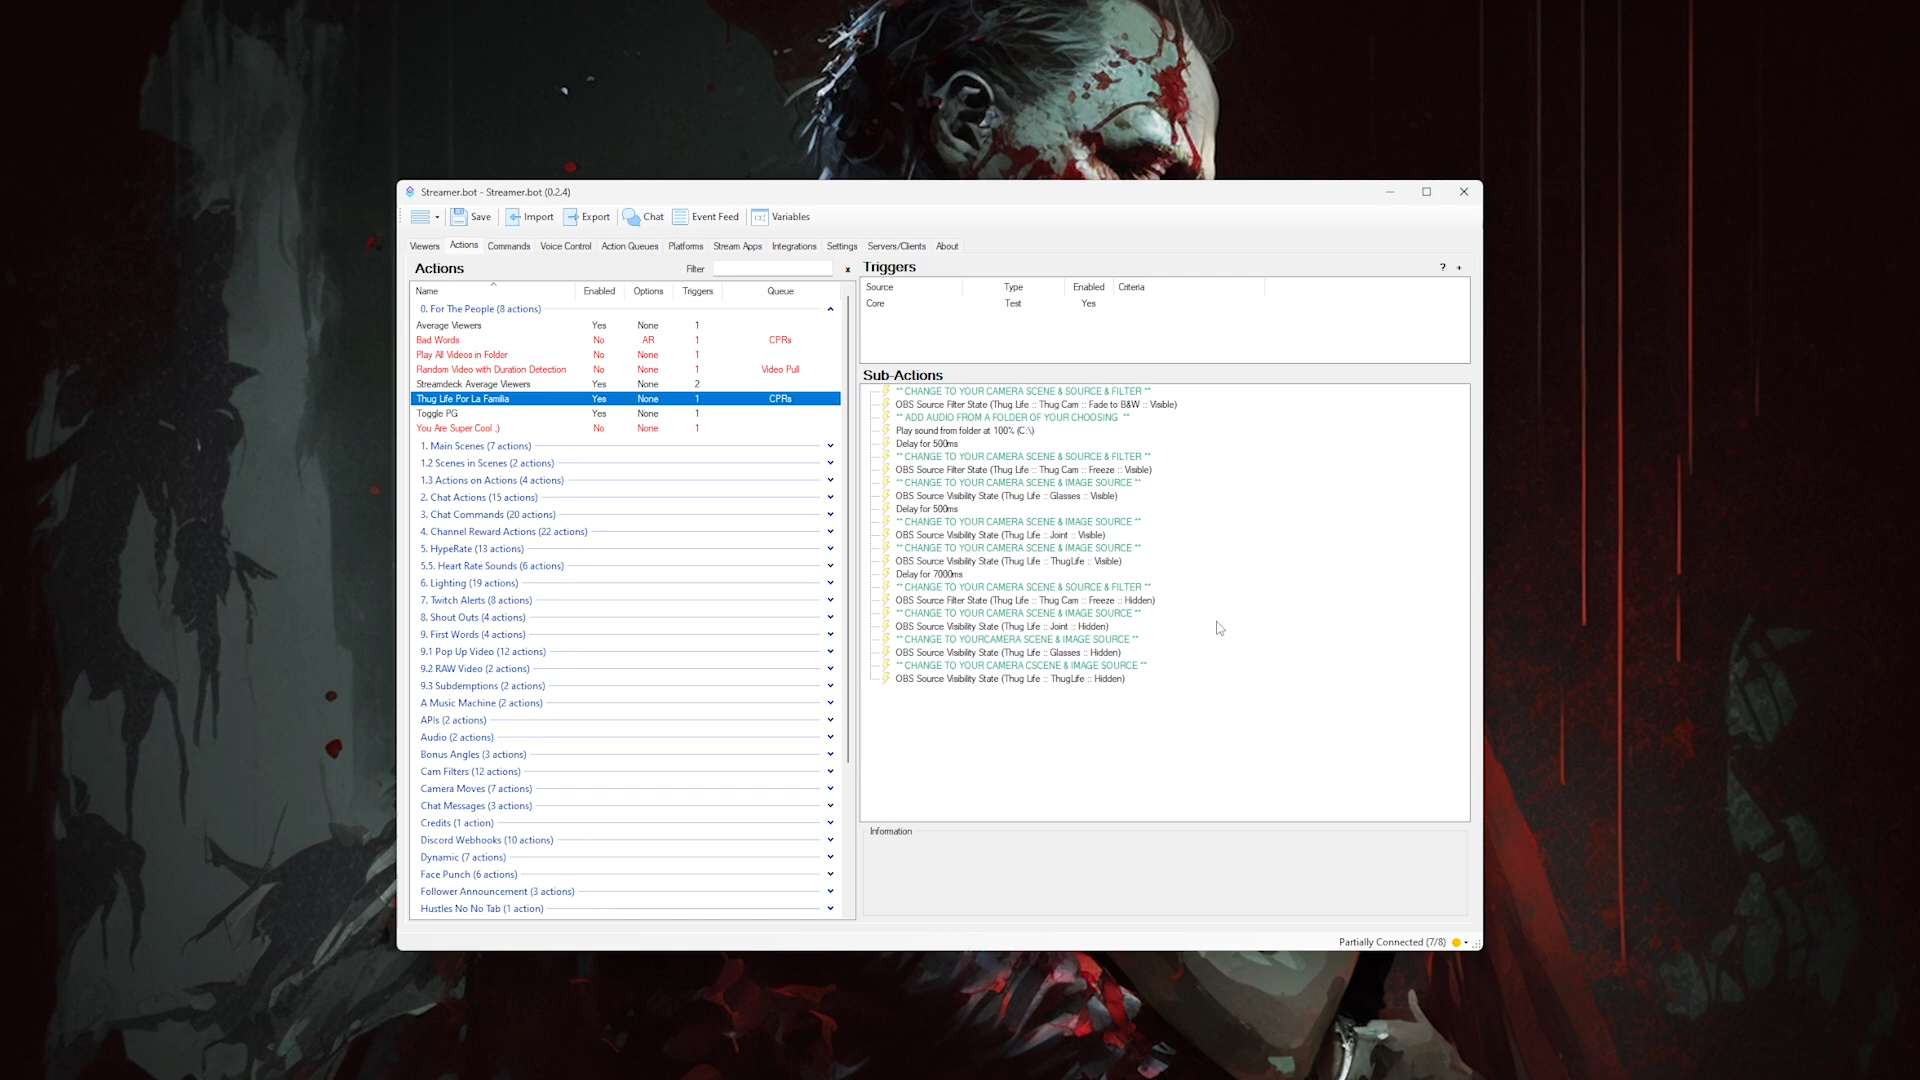 Streamer.bot - Streamer.bot (0.2.4)
Save Import Export Chat Event Feed Variables
Viewers Actions Commands Voice Control Action Queues Platforms Stream Apps Integrations Settings Servers/Clients About
Actions Filter x
Name Enabled Options Triggers Queue
0. For The People (8 actions)
Average Viewers Yes None 1
Bad Words No AR 1 CPRs
Play All Videos in Folder No None 1
Random Video with Duration Detection No None 1 Video Pull
Streamdeck Average Viewers Yes None 2
Thug Life Por La Familia Yes None 1 CPRs
Toggle PG Yes None 1
You Are Super Cool ;) No None 1
1. Main Scenes (7 actions)
1.2 Scenes in Scenes (2 actions)
1.3 Actions on Actions (4 actions)
2. Chat Actions (15 actions)
3. Chat Commands (20 actions)
4. Channel Reward Actions (22 actions)
5. HypeRate (13 actions)
5.5. Heart Rate Sounds (6 actions)
6. Lighting (19 actions)
7. Twitch Alerts (8 actions)
8. Shout Outs (4 actions)
9. First Words (4 actions)
9.1 Pop Up Video (12 actions)
9.2 RAW Video (2 actions)
9.3 Subdemptions (2 actions)
A Music Machine (2 actions)
APIs (2 actions)
Audio (2 actions)
Bonus Angles (3 actions)
Cam Filters (12 actions)
Camera Moves (7 actions)
Chat Messages (3 actions)
Credits (1 action)
Discord Webhooks (10 actions)
Dynamic (7 actions)
Face Punch (6 actions)
Follower Announcement (3 actions)
Hustles No No Tab (1 action)
Triggers ? +
Source Type Enabled Criteria
Core Test Yes
Sub-Actions
** CHANGE TO YOUR CAMERA SCENE & SOURCE & FILTER **
OBS Source Filter State (Thug Life :: Thug Cam :: Fade to B&W :: Visible)
** ADD AUDIO FROM A FOLDER OF YOUR CHOOSING **
Play sound from folder at 100% (C:\)
Delay for 500ms
** CHANGE TO YOUR CAMERA SCENE & SOURCE & FILTER **
OBS Source Filter State (Thug Life :: Thug Cam :: Freeze :: Visible)
** CHANGE TO YOUR CAMERA SCENE & IMAGE SOURCE **
OBS Source Visibility State (Thug Life :: Glasses :: Visible)
Delay for 500ms
** CHANGE TO YOUR CAMERA SCENE & IMAGE SOURCE **
OBS Source Visibility State (Thug Life :: Joint :: Visible)
** CHANGE TO YOUR CAMERA SCENE & IMAGE SOURCE **
OBS Source Visibility State (Thug Life :: ThugLife :: Visible)
Delay for 7000ms
** CHANGE TO YOUR CAMERA SCENE & SOURCE & FILTER **
OBS Source Filter State (Thug Life :: Thug Cam :: Freeze :: Hidden)
** CHANGE TO YOUR CAMERA SCENE & IMAGE SOURCE **
OBS Source Visibility State (Thug Life :: Joint :: Hidden)
** CHANGE TO YOURCAMERA SCENE & IMAGE SOURCE **
OBS Source Visibility State (Thug Life :: Glasses :: Hidden)
** CHANGE TO YOUR CAMERA CSCENE & IMAGE SOURCE **
OBS Source Visibility State (Thug Life :: ThugLife :: Hidden)
Information
Partially Connected (7/8)